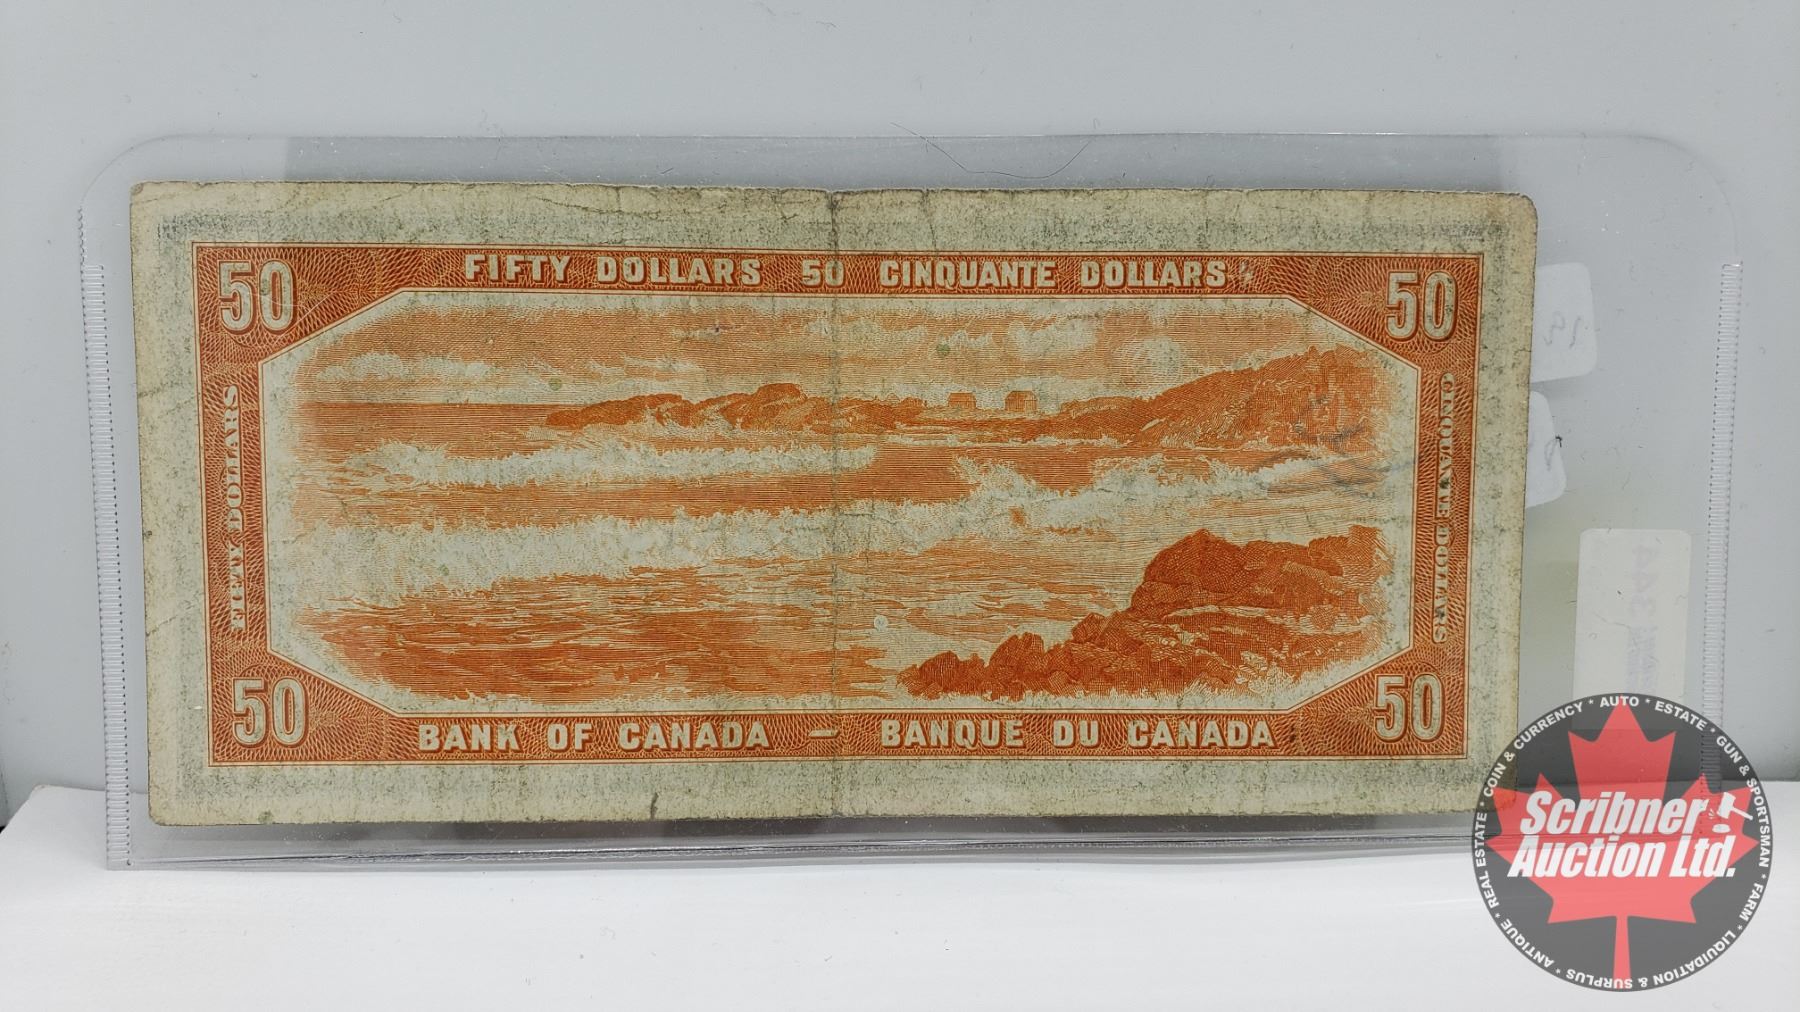 50 FIFTY DOLLARS 50 CINQUANTE DOLLARS 50
FIFTY DOLLARS
CINQUANTE DOLLARS
50 BANK OF CANADA – BANQUE DU CANADA 50
Scribner
Auction Ltd.
* COIN & CURRENCY * AUTO * ESTATE * GUN & SPORTSMAN * FARM * LIQUIDATION & SURPLUS * ANTIQUE * REAL ESTATE